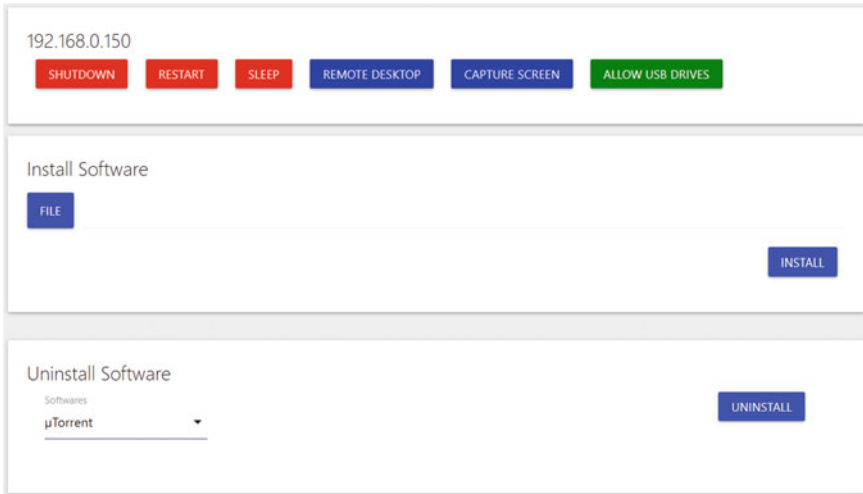 192.168.0.150
SHUTDOWN RESTART SLEEP REMOTE DESKTOP CAPTURE SCREEN ALLOW USB DRIVES
Install Software
FILE
INSTALL
Uninstall Software
Softwares
µTorrent
UNINSTALL